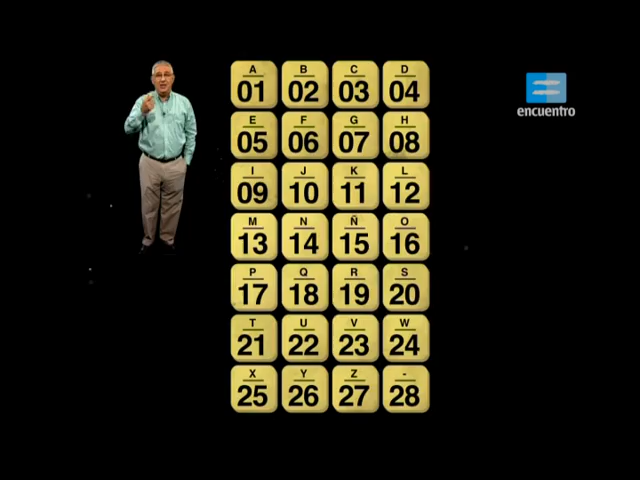 A B C D
01 02 03 04
encuentro
E F G H
05 06 07 08
I J K L
09 10 11 12
M N Ñ O
13 14 15 16
P Q R S
17 18 19 20
T U V W
21 22 23 24
X Y Z -
25 26 27 28